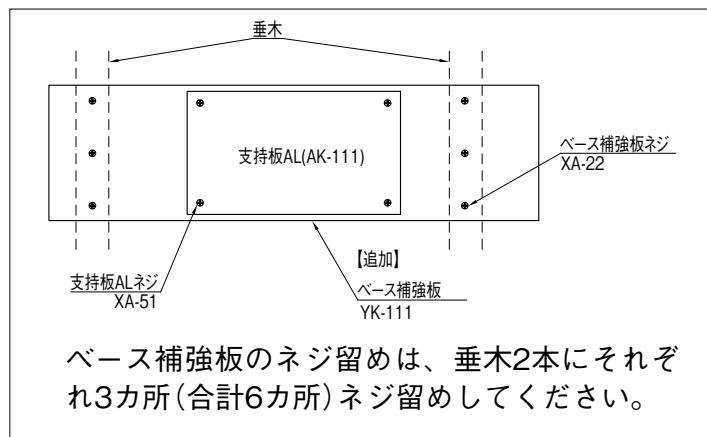 垂木
支持板AL(AK-111)
ベース補強板ネジ
XA-22
【追加】
支持板ALネジ
XA-51
ベース補強板
YK-111
ベース補強板のネジ留めは、垂木2本にそれぞ
れ3カ所(合計6カ所)ネジ留めしてください。